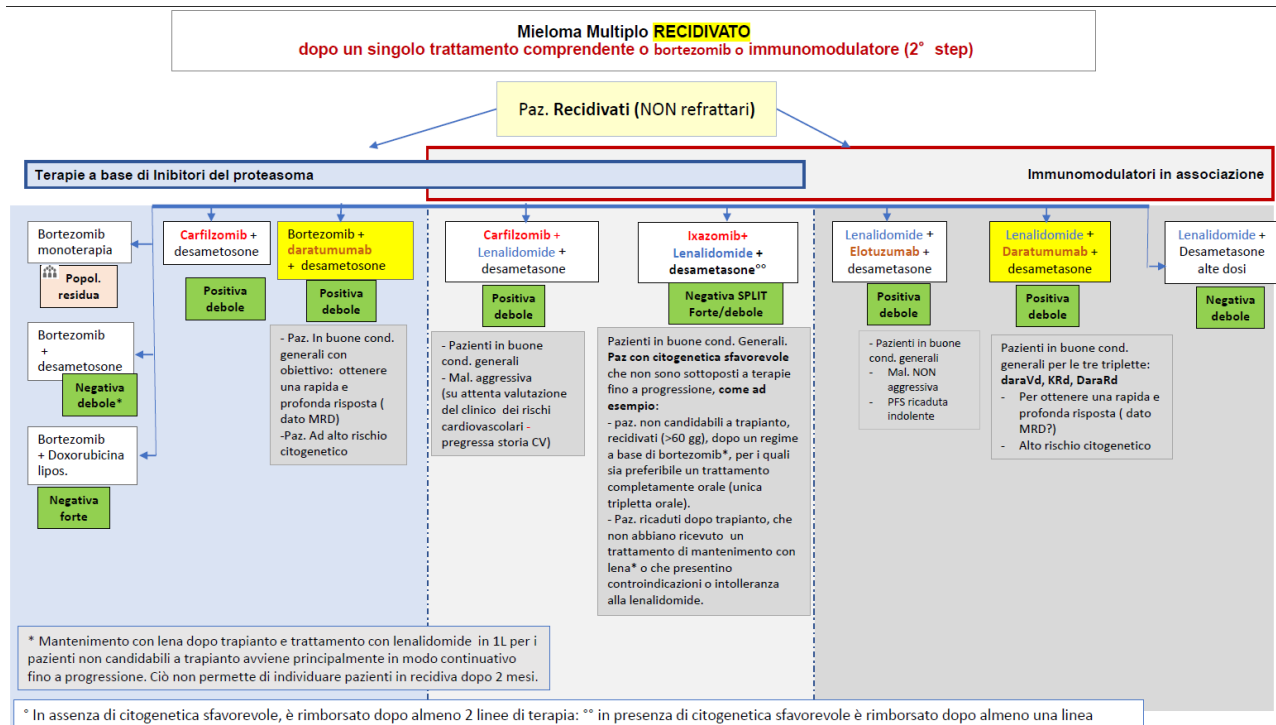 Mieloma Multiplo RECIDIVATO
dopo un singolo trattamento comprendente o bortezomib o immunomodulatore (2° step)
Paz. Recidivati (NON refrattari)
Terapie a base di Inibitori del proteasoma
Immunomodulatori in associazione
Bortezomib
monoterapia
Popol.
residua
Bortezomib
+
desametosone
Negativa
debole*
Bortezomib
+ Doxorubicina
lipos.
Negativa
forte
Carfilzomib +
desametosone
Positiva
debole
Bortezomib +
daratumumab
+ desametosone
Positiva
debole
- Paz. In buone cond.
generali con
obiettivo: ottenere
una rapida e
profonda risposta (
dato MRD)
-Paz. Ad alto rischio
citogenetico
Carfilzomib +
Lenalidomide +
desametasone
Positiva
debole
- Pazienti in buone
cond. generali
- Mal. aggressiva
(su attenta valutazione
del clinico dei rischi
cardiovascolari -
pregressa storia CV)
Ixazomib+
Lenalidomide +
desametasone°°
Negativa SPLIT
Forte/debole
Pazienti in buone cond. Generali.
Paz con citogenetica sfavorevole
che non sono sottoposti a terapie
fino a progressione, come ad
esempio:
- paz. non candidabili a trapianto,
recidivati (>60 gg), dopo un regime
a base di bortezomib*, per i quali
sia preferibile un trattamento
completamente orale (unica
tripletta orale).
- Paz. ricaduti dopo trapianto, che
non abbiano ricevuto un
trattamento di mantenimento con
lena* o che presentino
controindicazioni o intolleranza
alla lenalidomide.
Lenalidomide +
Elotuzumab +
desametasone
Positiva
debole
- Pazienti in buone
cond. generali
- Mal. NON
aggressiva
- PFS ricaduta
indolente
Lenalidomide +
Daratumumab +
desametasone
Positiva
debole
Pazienti in buone cond.
generali per le tre triplette:
daraVd, KRd, DaraRd
- Per ottenere una rapida e
profonda risposta ( dato
MRD?)
- Alto rischio citogenetico
Lenalidomide +
Desametasone
alte dosi
Negativa
debole
* Mantenimento con lena dopo trapianto e trattamento con lenalidomide in 1L per i
pazienti non candidabili a trapianto avviene principalmente in modo continuativo
fino a progressione. Ciò non permette di individuare pazienti in recidiva dopo 2 mesi.
° In assenza di citogenetica sfavorevole, è rimborsato dopo almeno 2 linee di terapia: °° in presenza di citogenetica sfavorevole è rimborsato dopo almeno una linea